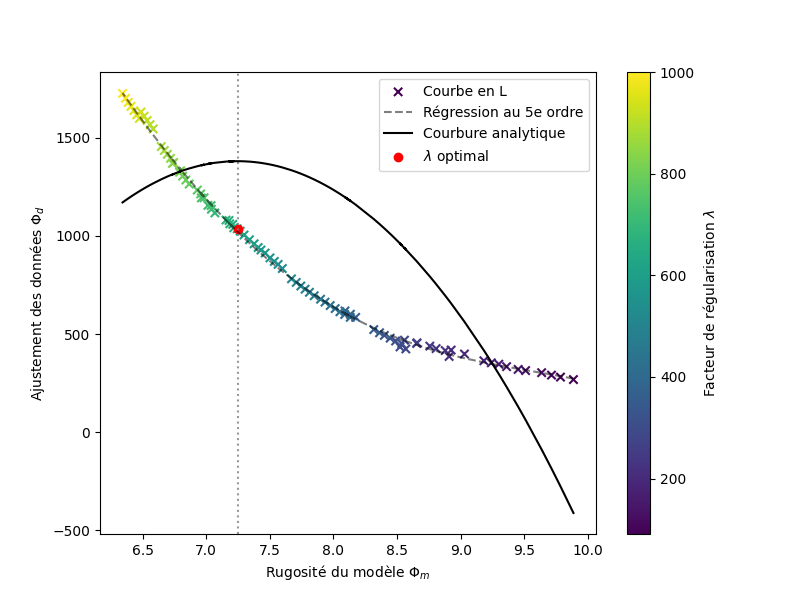 Courbe en L
Régression au 5e ordre
Courbure analytique
λ optimal
Ajustement des données Φ_d
1500
1000
500
0
−500
6.5 7.0 7.5 8.0 8.5 9.0 9.5 10.0
Rugosité du modèle Φ_m
1000
800
600
400
200
Facteur de régularisation λ